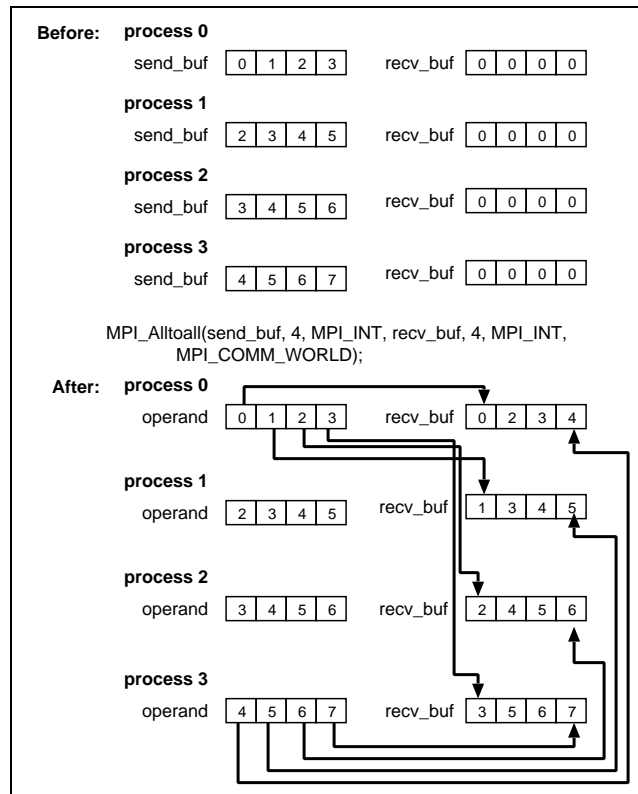 Before: process 0
send_buf 0 1 2 3 recv_buf 0 0 0 0
process 1
send_buf 2 3 4 5 recv_buf 0 0 0 0
process 2
send_buf 3 4 5 6 recv_buf 0 0 0 0
process 3
send_buf 4 5 6 7 recv_buf 0 0 0 0
MPI_Alltoall(send_buf, 4, MPI_INT, recv_buf, 4, MPI_INT,
MPI_COMM_WORLD);
After: process 0
operand 0 1 2 3 recv_buf 0 2 3 4
process 1
operand 2 3 4 5 recv_buf 1 3 4 5
process 2
operand 3 4 5 6 recv_buf 2 4 5 6
process 3
operand 4 5 6 7 recv_buf 3 5 6 7